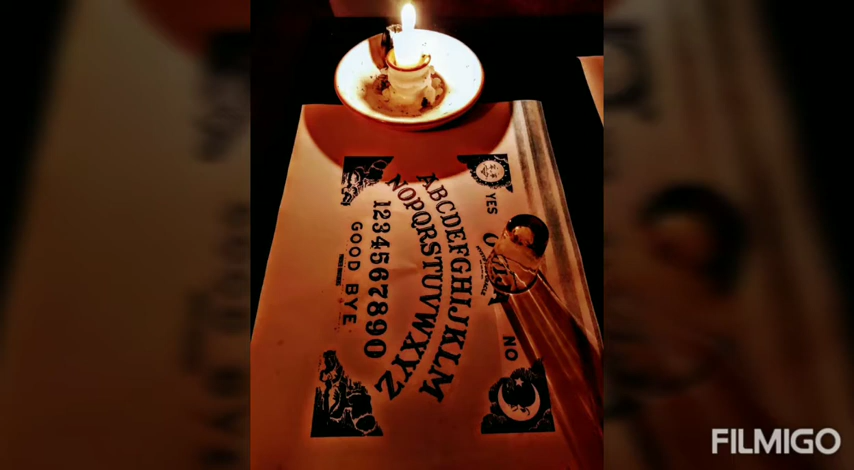 YES
NO
ABCDEFGHIJKLM
NOPQRSTUVWXYZ
1234567890
GOOD BYE
FILMIGO